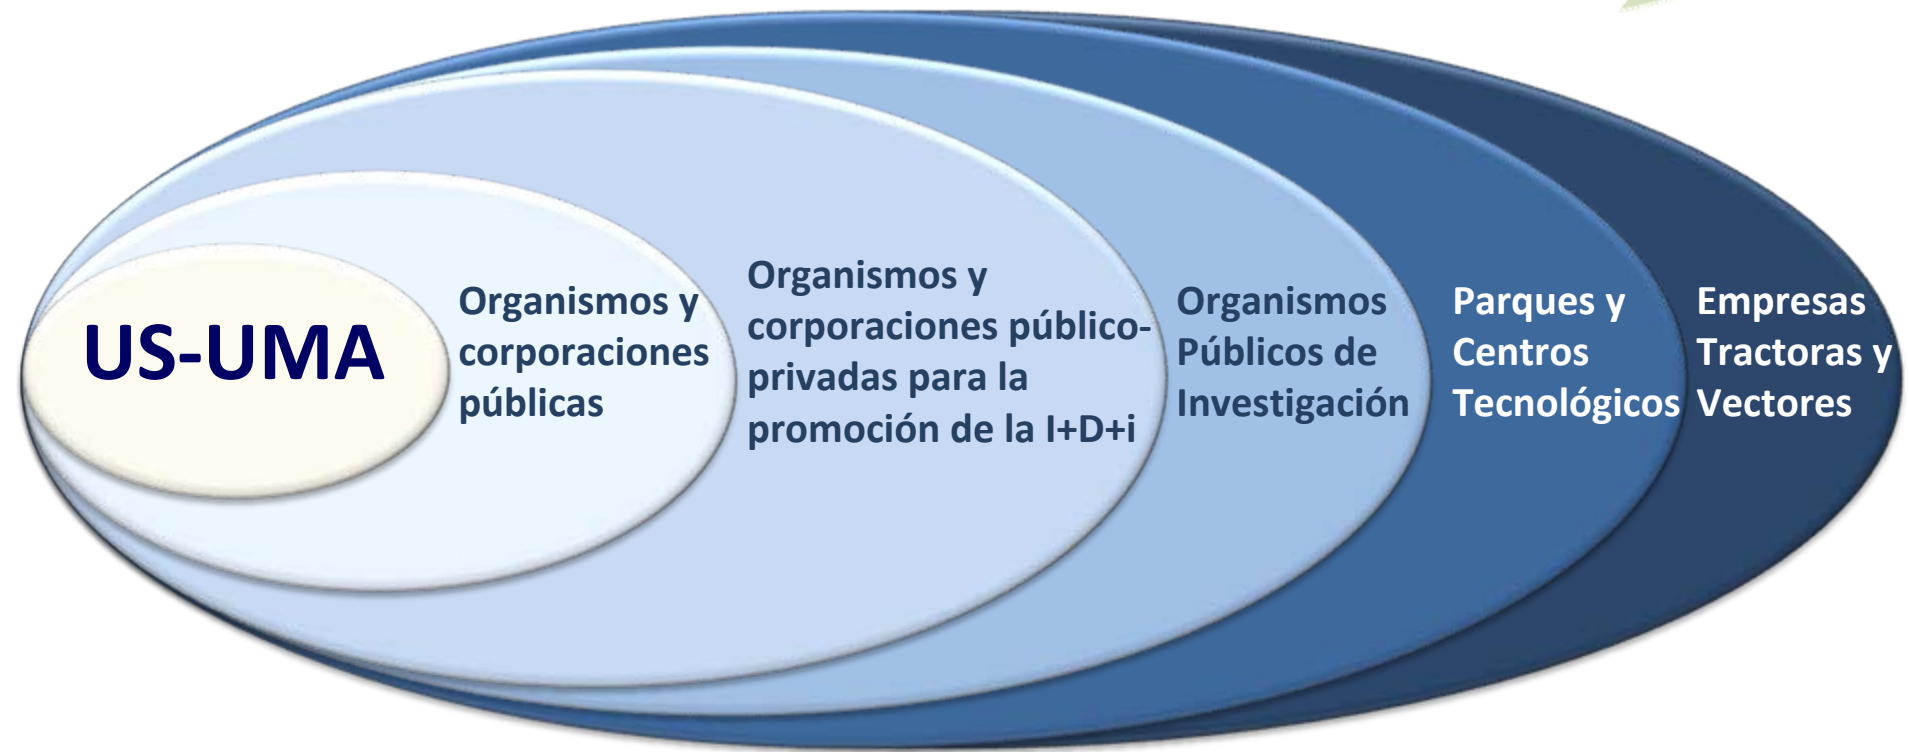 US-UMA
Organismos y
corporaciones
públicas
Organismos y
corporaciones público-
privadas para la
promoción de la I+D+i
Organismos
Públicos de
Investigación
Parques y
Centros
Tecnológicos
Empresas
Tractoras y
Vectores